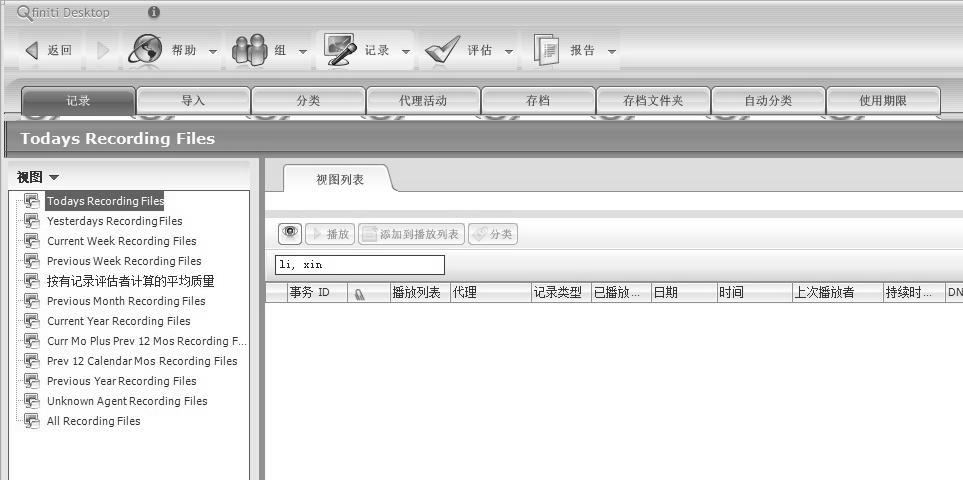 Qfiniti Desktop
返回 帮助 组 记录 评估 报告
记录 导入 分类 代理活动 存档 存档文件夹 自动分类 使用期限
Todays Recording Files
视图
视图列表
Todays Recording Files
Yesterdays Recording Files
Current Week Recording Files
Previous Week Recording Files
按有记录评估者计算的平均质量
Previous Month Recording Files
Current Year Recording Files
Curr Mo Plus Prev 12 Mos Recording F...
Prev 12 Calendar Mos Recording Files
Previous Year Recording Files
Unknown Agent Recording Files
All Recording Files
播放 添加到播放列表 分类
li, xin
事务 ID 播放列表 代理 记录类型 已播放... 日期 时间 上次播放者 持续时... DN